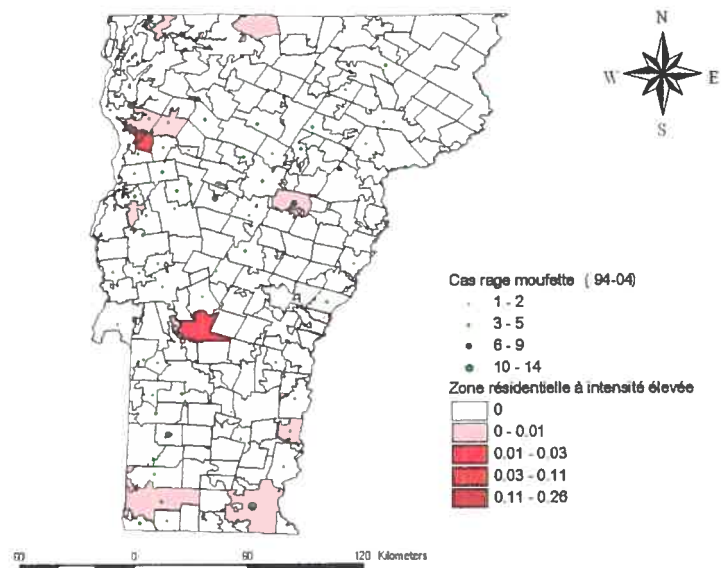 N
W E
S
Cas rage moufette ( 94-04)
1 - 2
3 - 5
6 - 9
10 - 14
Zone résidentielle à intensité élevée
0
0 - 0.01
0.01 - 0.03
0.03 - 0.11
0.11 - 0.26
60 0 60 120 Kilometers